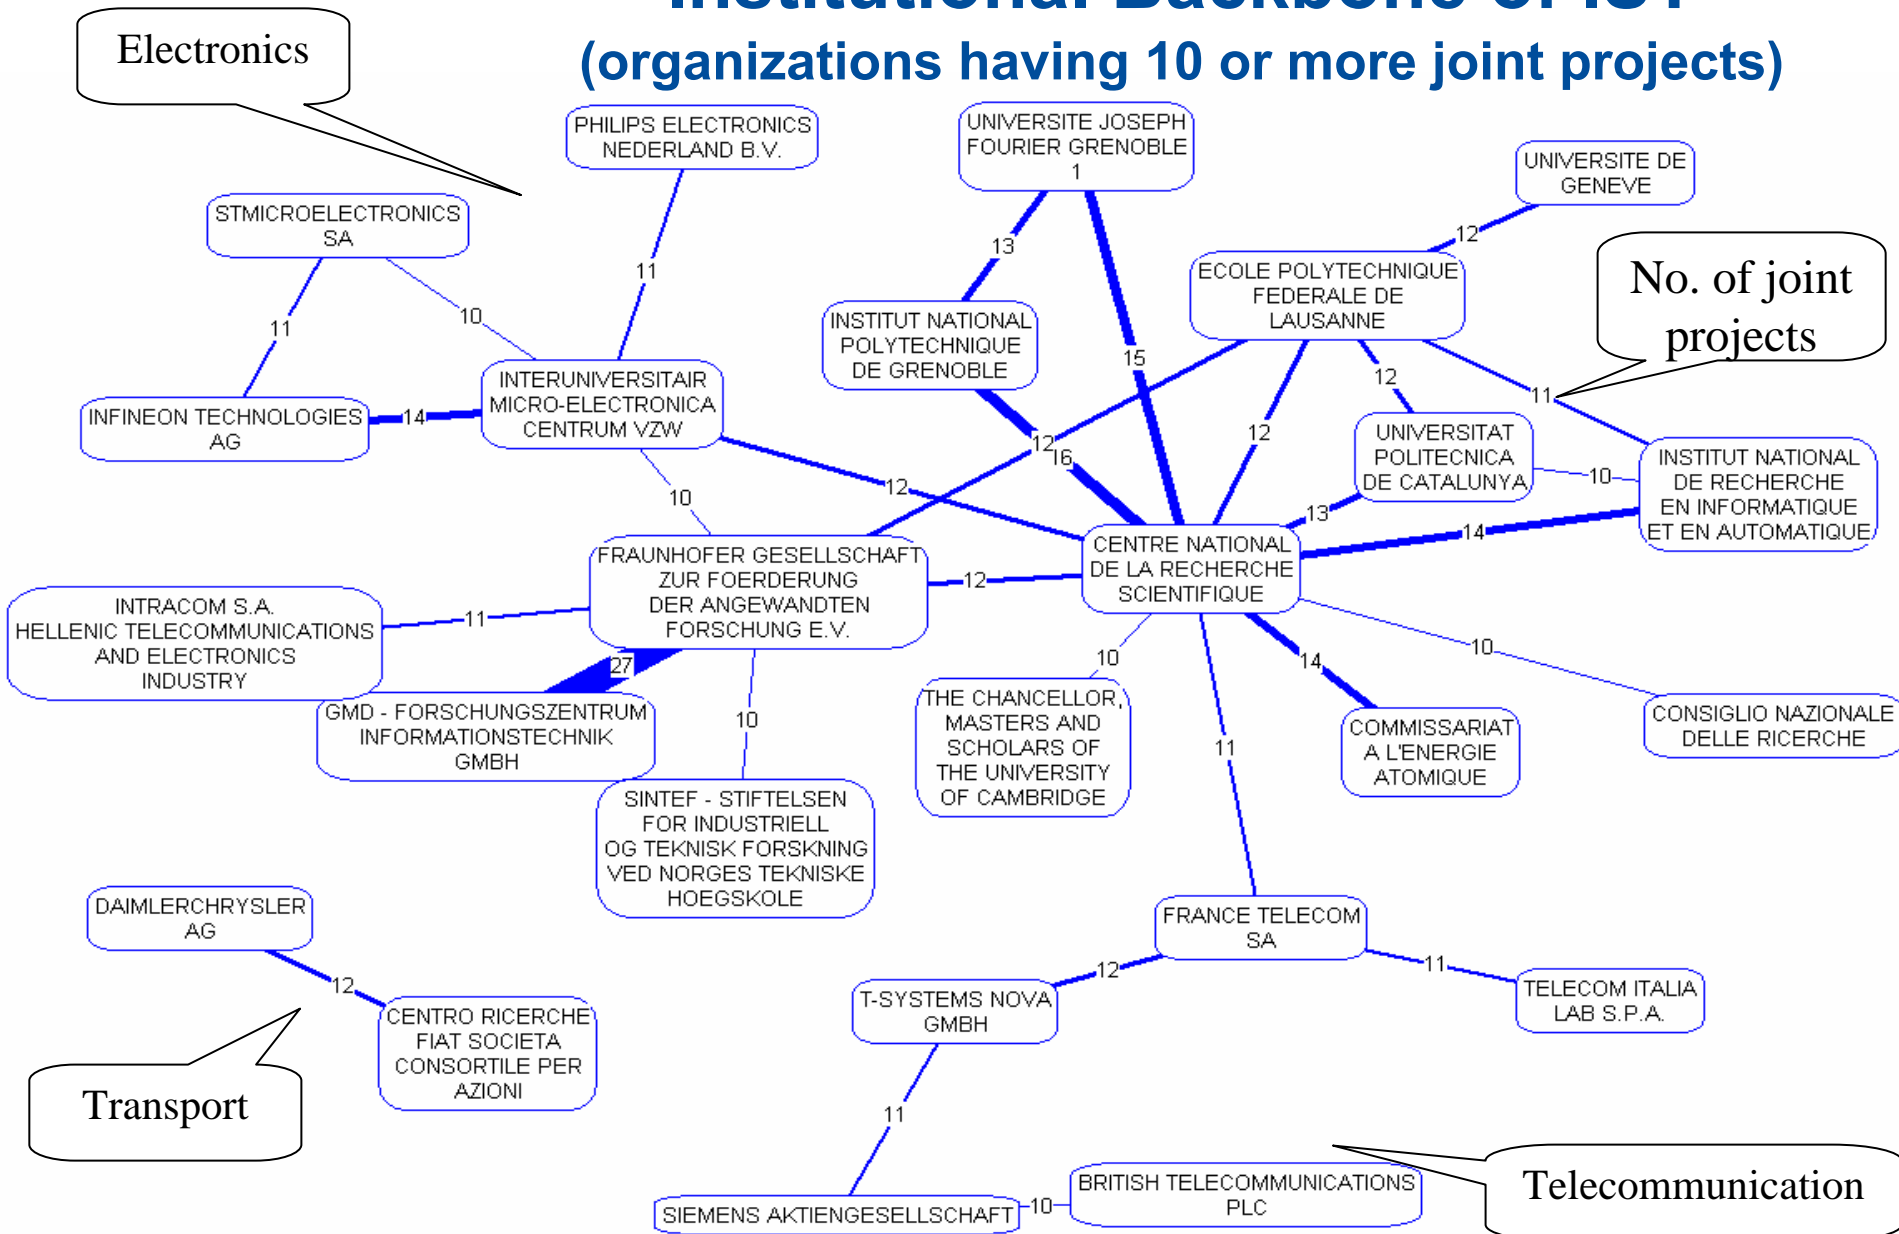 Institutional Backbone of IST
(organizations having 10 or more joint projects)
Electronics
PHILIPS ELECTRONICS
NEDERLAND B.V.
UNIVERSITE JOSEPH
FOURIER GRENOBLE
1
UNIVERSITE DE
GENEVE
STMICROELECTRONICS
SA
12
13
ECOLE POLYTECHNIQUE
FEDERALE DE
LAUSANNE
No. of joint
projects
11
10
11
INSTITUT NATIONAL
POLYTECHNIQUE
DE GRENOBLE
15
12
11
INTERUNIVERSITAIR
MICRO-ELECTRONICA
CENTRUM VZW
INFINEON TECHNOLOGIES
AG
14
12
16
12
UNIVERSITAT
POLITECNICA
DE CATALUNYA
10
INSTITUT NATIONAL
DE RECHERCHE
EN INFORMATIQUE
ET EN AUTOMATIQUE
10
12
13
14
FRAUNHOFER GESELLSCHAFT
ZUR FOERDERUNG
DER ANGEWANDTEN
FORSCHUNG E.V.
12
CENTRE NATIONAL
DE LA RECHERCHE
SCIENTIFIQUE
INTRACOM S.A.
HELLENIC TELECOMMUNICATIONS
AND ELECTRONICS
INDUSTRY
11
27
10
14
10
GMD - FORSCHUNGSZENTRUM
INFORMATIONSTECHNIK
GMBH
10
THE CHANCELLOR,
MASTERS AND
SCHOLARS OF
THE UNIVERSITY
OF CAMBRIDGE
11
COMMISSARIAT
A L'ENERGIE
ATOMIQUE
CONSIGLIO NAZIONALE
DELLE RICERCHE
SINTEF - STIFTELSEN
FOR INDUSTRIELL
OG TEKNISK FORSKNING
VED NORGES TEKNISKE
HOEGSKOLE
DAIMLERCHRYSLER
AG
12
CENTRO RICERCHE
FIAT SOCIETA
CONSORTILE PER
AZIONI
Transport
FRANCE TELECOM
SA
12
11
T-SYSTEMS NOVA
GMBH
TELECOM ITALIA
LAB S.P.A.
11
SIEMENS AKTIENGESELLSCHAFT
10
BRITISH TELECOMMUNICATIONS
PLC
Telecommunication